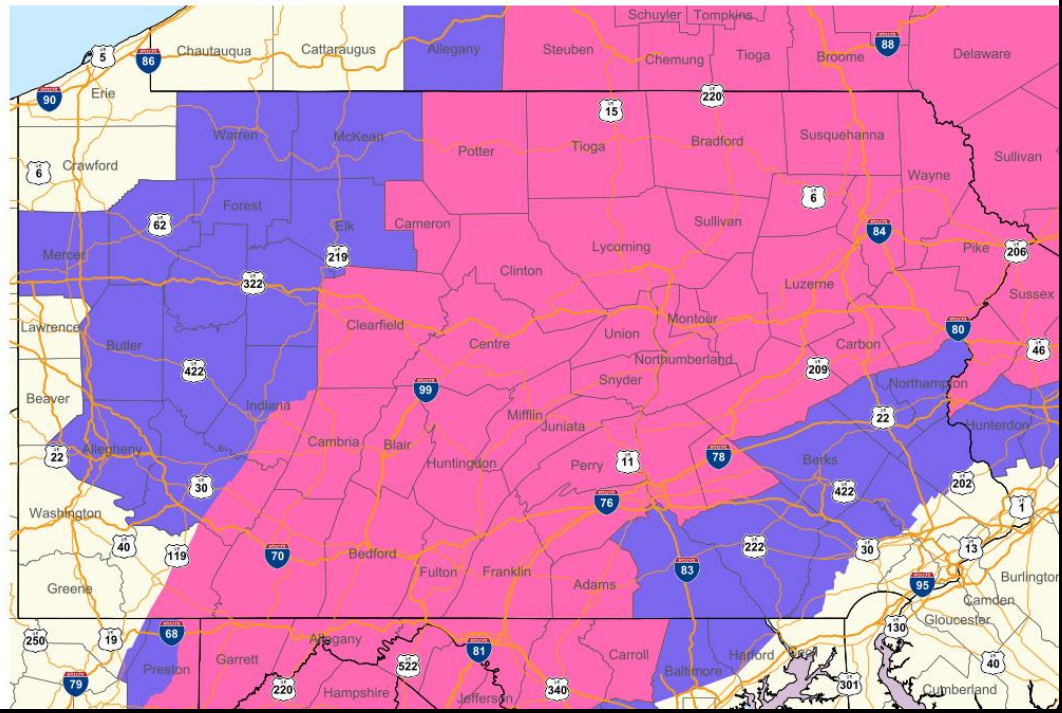 Schuyler Tompkins
5 86 Chautauqua Cattaraugus Allegany Steuben Chemung Tioga Broome 88 Delaware
90 Erie
15 220
Warren McKean Potter Tioga Bradford Susquehanna Sullivan
6 Crawford Wayne
Forest 6
62 Elk Cameron Sullivan 84
Mercer 219 Lycoming Pike 206
322 Clinton Luzerne Sussex
Lawrence Clearfield Montour 80
Butler Centre Union Carbon 46
422 Northumberland 209
99 Snyder Northampton
Beaver Indiana Mifflin 22 Hunterdon
Allegheny Cambria Blair Juniata
22 Huntingdon Perry 11 78 Berks
30 422 202
Washington 76 1
40 119 70 Bedford 222 30 13
Greene Fulton Franklin Adams 83 95 Burlington
Camden
250 19 68 Allegany 130 Gloucester
Preston Garrett 522 81 Carroll Baltimore Harford 40
79 220 Hampshire Jefferson 340 301 Cumberland